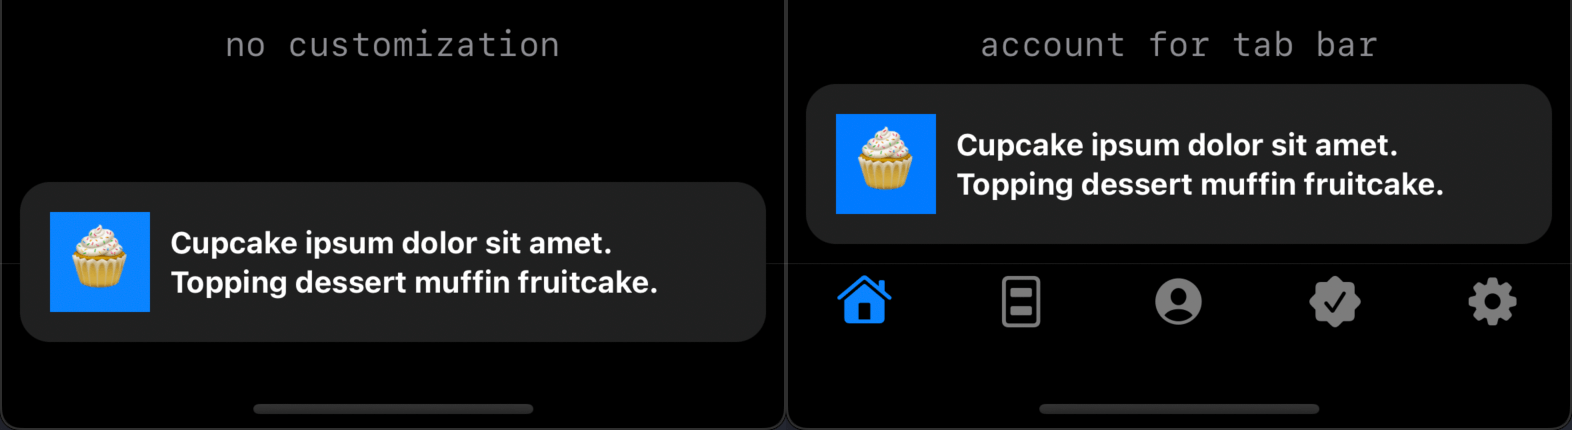 no customization
Cupcake ipsum dolor sit amet.
Topping dessert muffin fruitcake.
account for tab bar
Cupcake ipsum dolor sit amet.
Topping dessert muffin fruitcake.